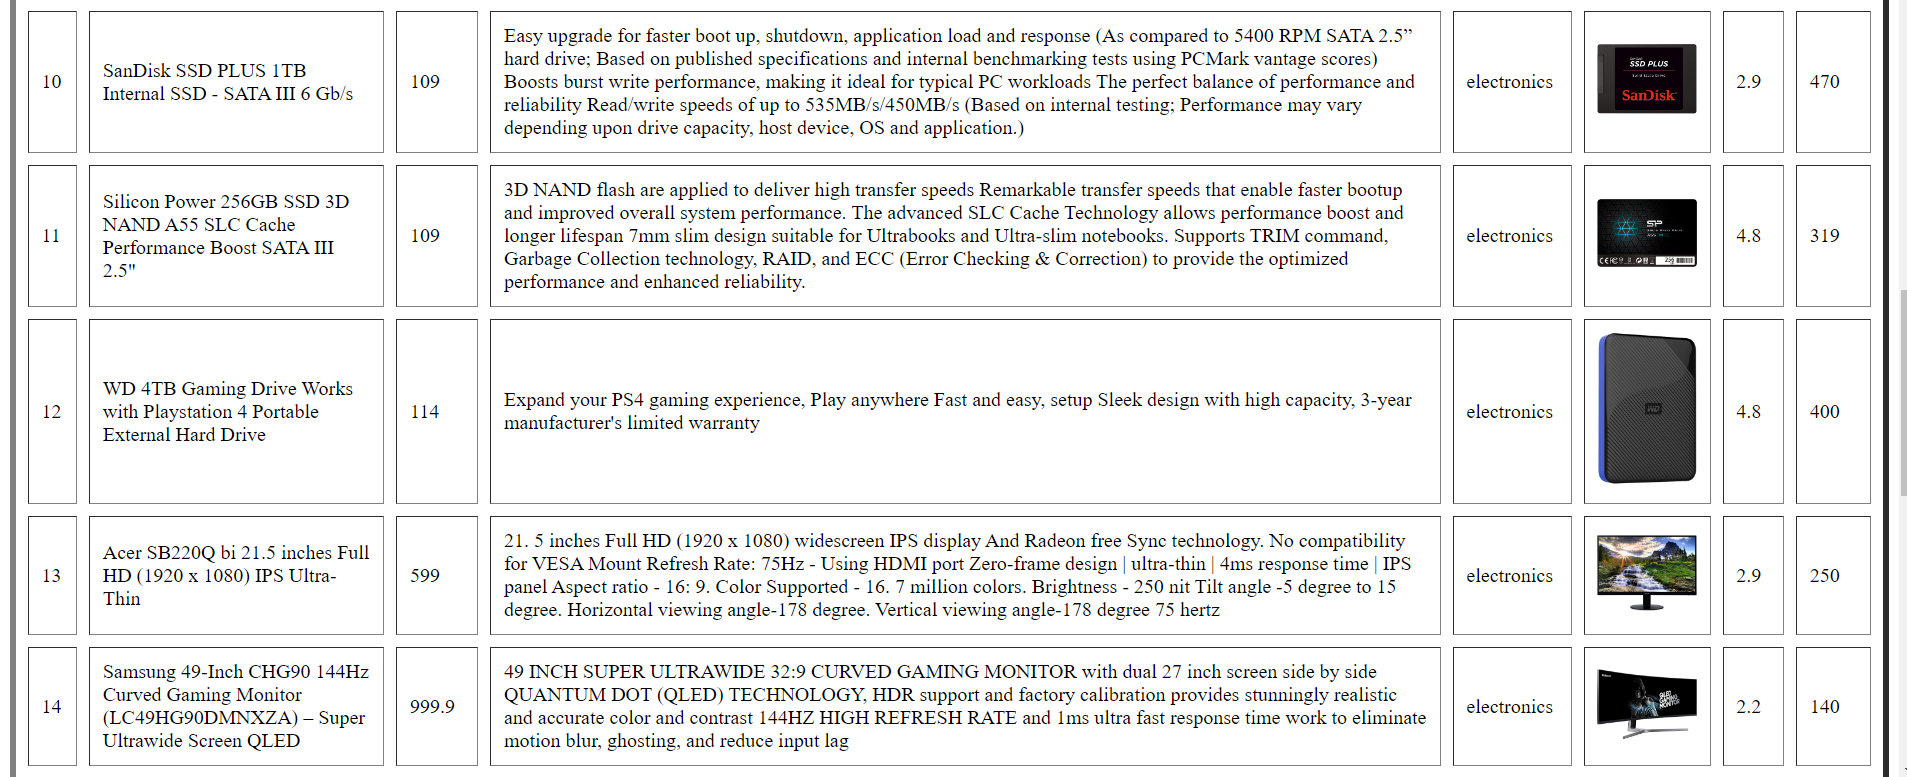 10
SanDisk SSD PLUS 1TB
Internal SSD - SATA III 6 Gb/s
109
Easy upgrade for faster boot up, shutdown, application load and response (As compared to 5400 RPM SATA 2.5”
hard drive; Based on published specifications and internal benchmarking tests using PCMark vantage scores)
Boosts burst write performance, making it ideal for typical PC workloads The perfect balance of performance and
reliability Read/write speeds of up to 535MB/s/450MB/s (Based on internal testing; Performance may vary
depending upon drive capacity, host device, OS and application.)
electronics
SanDisk
SSD PLUS
SanDisk
2.9
470
11
Silicon Power 256GB SSD 3D
NAND A55 SLC Cache
Performance Boost SATA III
2.5"
109
3D NAND flash are applied to deliver high transfer speeds Remarkable transfer speeds that enable faster bootup
and improved overall system performance. The advanced SLC Cache Technology allows performance boost and
longer lifespan 7mm slim design suitable for Ultrabooks and Ultra-slim notebooks. Supports TRIM command,
Garbage Collection technology, RAID, and ECC (Error Checking & Correction) to provide the optimized
performance and enhanced reliability.
electronics
SP
4.8
319
12
WD 4TB Gaming Drive Works
with Playstation 4 Portable
External Hard Drive
114
Expand your PS4 gaming experience, Play anywhere Fast and easy, setup Sleek design with high capacity, 3-year
manufacturer's limited warranty
electronics
WD
4.8
400
13
Acer SB220Q bi 21.5 inches Full
HD (1920 x 1080) IPS Ultra-
Thin
599
21. 5 inches Full HD (1920 x 1080) widescreen IPS display And Radeon free Sync technology. No compatibility
for VESA Mount Refresh Rate: 75Hz - Using HDMI port Zero-frame design | ultra-thin | 4ms response time | IPS
panel Aspect ratio - 16: 9. Color Supported - 16. 7 million colors. Brightness - 250 nit Tilt angle -5 degree to 15
degree. Horizontal viewing angle-178 degree. Vertical viewing angle-178 degree 75 hertz
electronics
2.9
250
14
Samsung 49-Inch CHG90 144Hz
Curved Gaming Monitor
(LC49HG90DMNXZA) – Super
Ultrawide Screen QLED
999.9
49 INCH SUPER ULTRAWIDE 32:9 CURVED GAMING MONITOR with dual 27 inch screen side by side
QUANTUM DOT (QLED) TECHNOLOGY, HDR support and factory calibration provides stunningly realistic
and accurate color and contrast 144HZ HIGH REFRESH RATE and 1ms ultra fast response time work to eliminate
motion blur, ghosting, and reduce input lag
electronics
QLED
GAMING
MONITOR
2.2
140